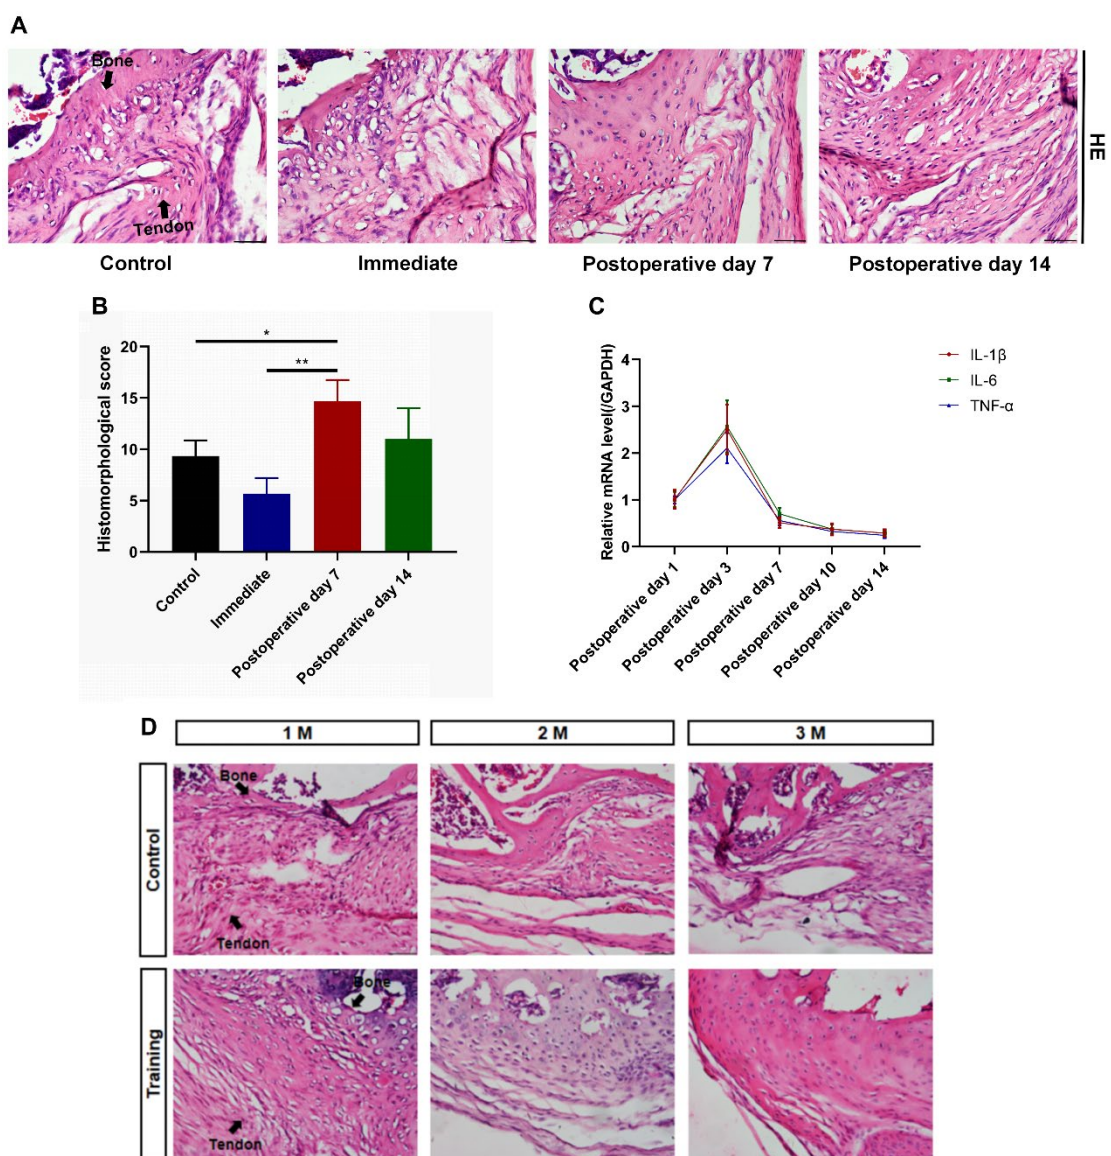 A
Bone
Tendon
HE
Control
Immediate
Postoperative day 7
Postoperative day 14
B
Histomorphological score
20
15
10
5
0
*
**
Control
Immediate
Postoperative day 7
Postoperative day 14
C
Relative mRNA level(/GAPDH)
4
3
2
1
0
Postoperative day 1
Postoperative day 3
Postoperative day 7
Postoperative day 10
Postoperative day 14
IL-1β
IL-6
TNF-α
D
1 M
2 M
3 M
Control
Bone
Tendon
Training
Bone
Tendon